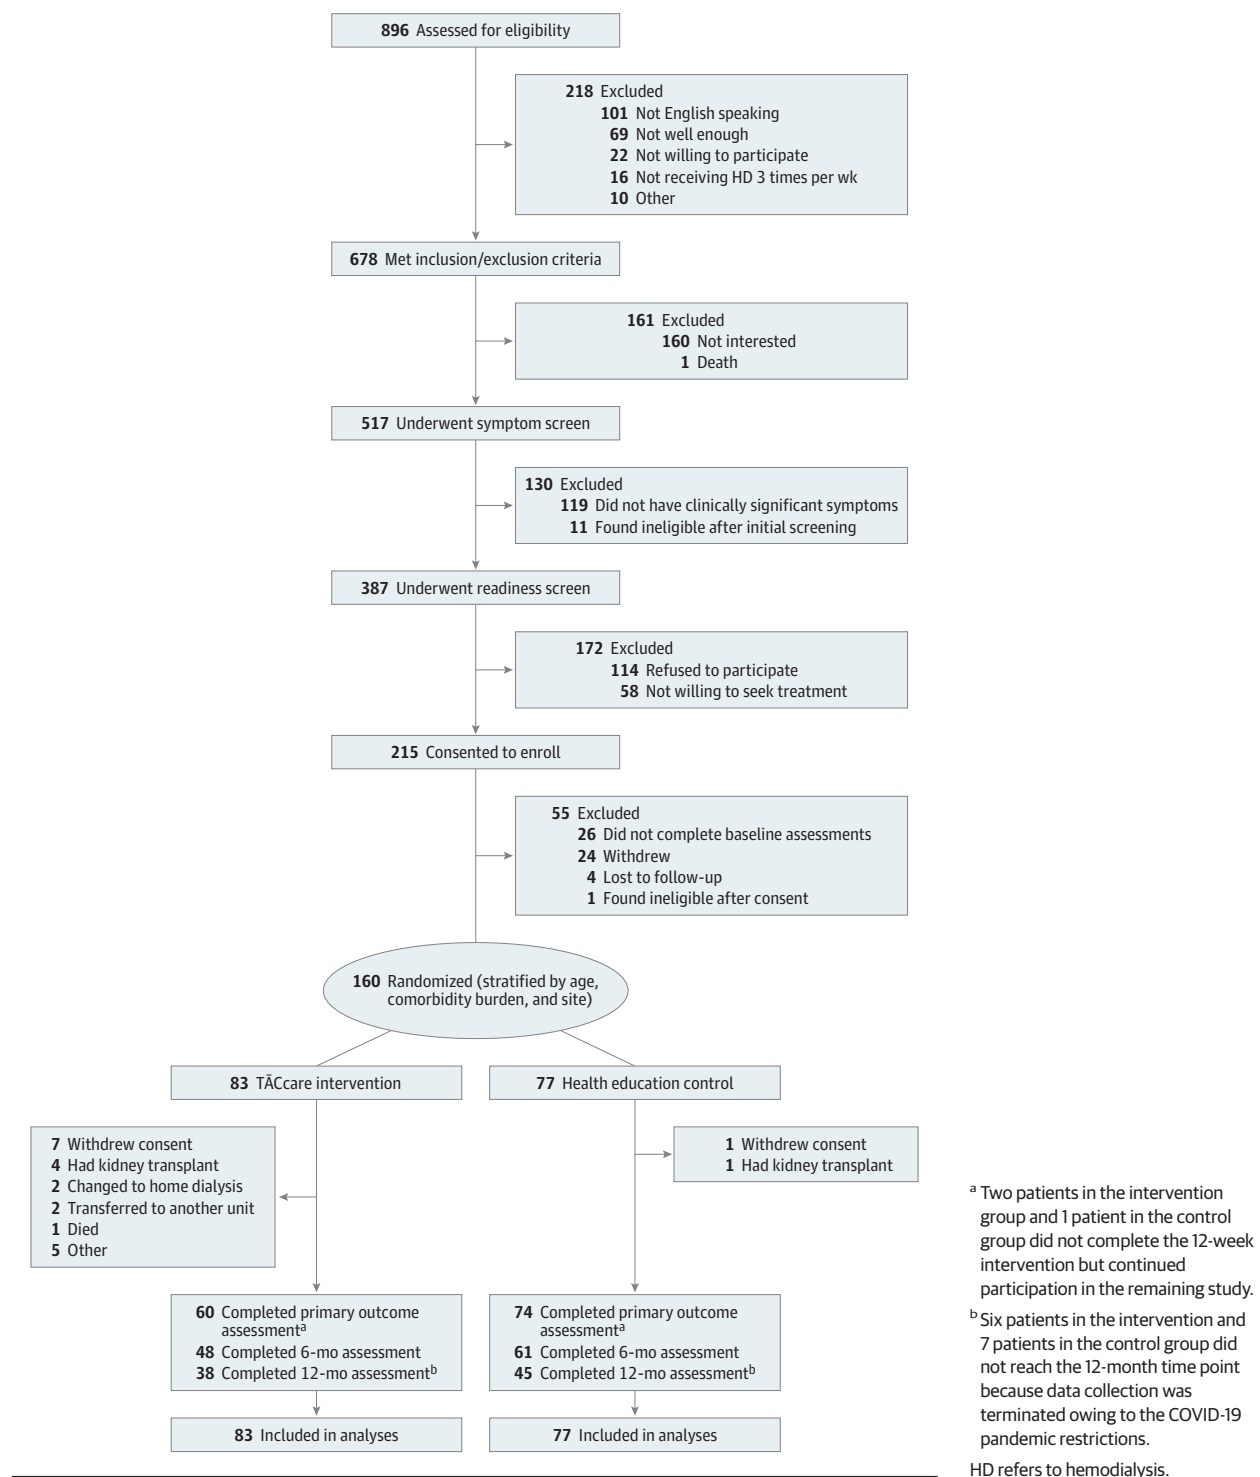 896 Assessed for eligibility
218 Excluded
101 Not English speaking
69 Not well enough
22 Not willing to participate
16 Not receiving HD 3 times per wk
10 Other
678 Met inclusion/exclusion criteria
161 Excluded
160 Not interested
1 Death
517 Underwent symptom screen
130 Excluded
119 Did not have clinically significant symptoms
11 Found ineligible after initial screening
387 Underwent readiness screen
172 Excluded
114 Refused to participate
58 Not willing to seek treatment
215 Consented to enroll
55 Excluded
26 Did not complete baseline assessments
24 Withdrew
4 Lost to follow-up
1 Found ineligible after consent
160 Randomized (stratified by age,
comorbidity burden, and site)
83 TĀCcare intervention
77 Health education control
7 Withdrew consent
4 Had kidney transplant
2 Changed to home dialysis
2 Transferred to another unit
1 Died
5 Other
1 Withdrew consent
1 Had kidney transplant
60 Completed primary outcome
assessmentᵃ
48 Completed 6-mo assessment
38 Completed 12-mo assessmentᵇ
74 Completed primary outcome
assessmentᵃ
61 Completed 6-mo assessment
45 Completed 12-mo assessmentᵇ
83 Included in analyses
77 Included in analyses
ᵃ Two patients in the intervention
group and 1 patient in the control
group did not complete the 12-week
intervention but continued
participation in the remaining study.
ᵇ Six patients in the intervention and
7 patients in the control group did
not reach the 12-month time point
because data collection was
terminated owing to the COVID-19
pandemic restrictions.
HD refers to hemodialysis.